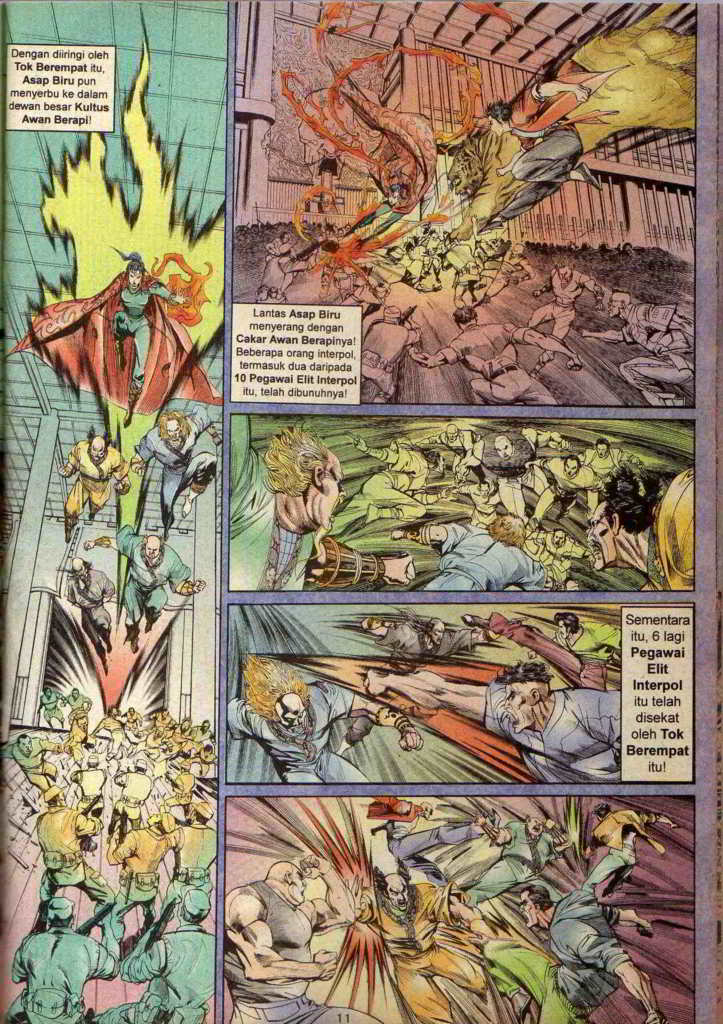 Dengan diiringi oleh
Tok Berempat itu,
Asap Biru pun
menyerbu ke dalam
dewan besar Kultus
Awan Berapi!
Lantas Asap Biru
menyerang dengan
Cakar Awan Berapinya!
Beberapa orang interpol,
termasuk dua daripada
10 Pegawai Elit Interpol
itu, telah dibunuhnya!
Sementara
itu, 6 lagi
Pegawai
Elit
Interpol
itu telah
disekat
oleh Tok
Berempat
itu!
11